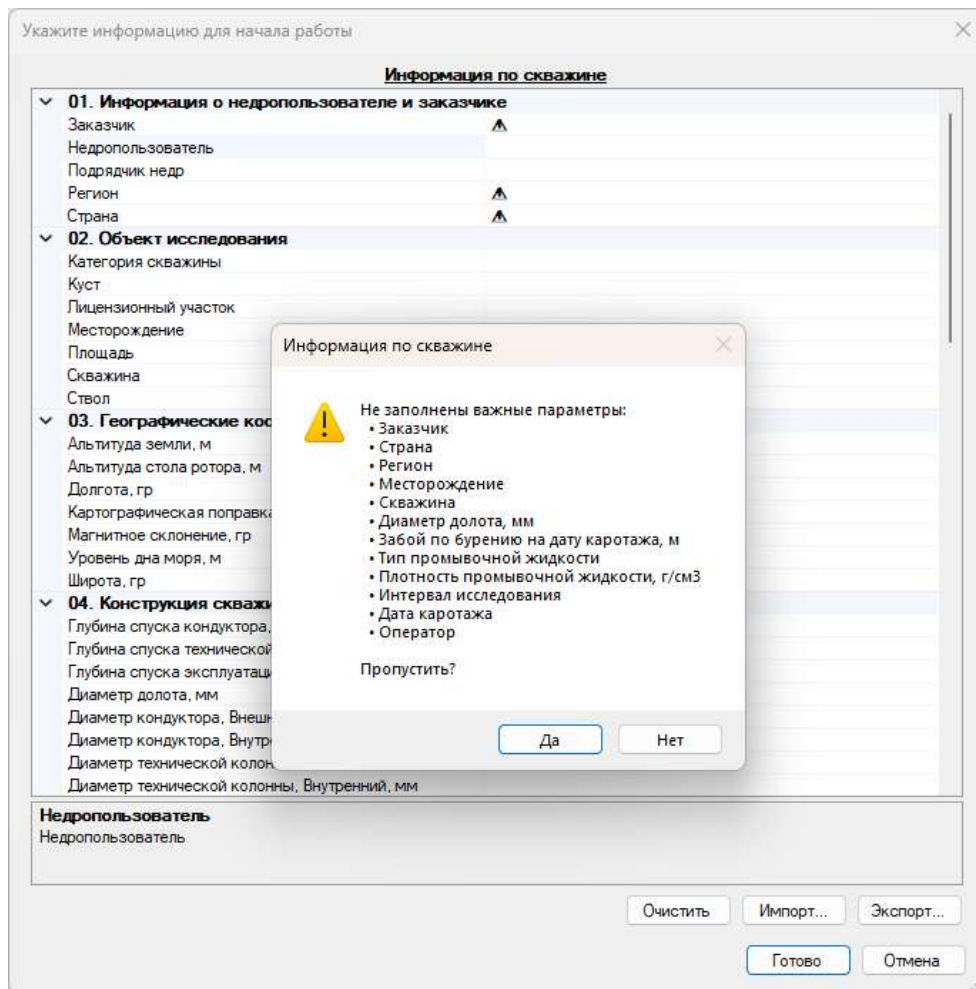 Укажите информацию для начала работы
Информация по скважине
01. Информация о недропользователе и заказчике
Заказчик
Недропользователь
Подрядчик недр
Регион
Страна
02. Объект исследования
Категория скважины
Куст
Лицензионный участок
Месторождение
Площадь
Скважина
Ствол
03. Географические коо
Альтитуда земли, м
Альтитуда стола ротора, м
Долгота, гр
Картографическая поправка
Магнитное склонение, гр
Уровень дна моря, м
Широта, гр
04. Конструкция скважи
Глубина спуска кондуктора,
Глубина спуска технической
Глубина спуска эксплуатаци
Диаметр долота, мм
Диаметр кондуктора, Внешн
Диаметр кондуктора, Внутр
Диаметр технической колон
Диаметр технической колонны, Внутренний, мм
Информация по скважине
Не заполнены важные параметры:
• Заказчик
• Страна
• Регион
• Месторождение
• Скважина
• Диаметр долота, мм
• Забой по бурению на дату каротажа, м
• Тип промывочной жидкости
• Плотность промывочной жидкости, г/см3
• Интервал исследования
• Дата каротажа
• Оператор
Пропустить?
Да Нет
Недропользователь
Недропользователь
Очистить Импорт... Экспорт...
Готово Отмена